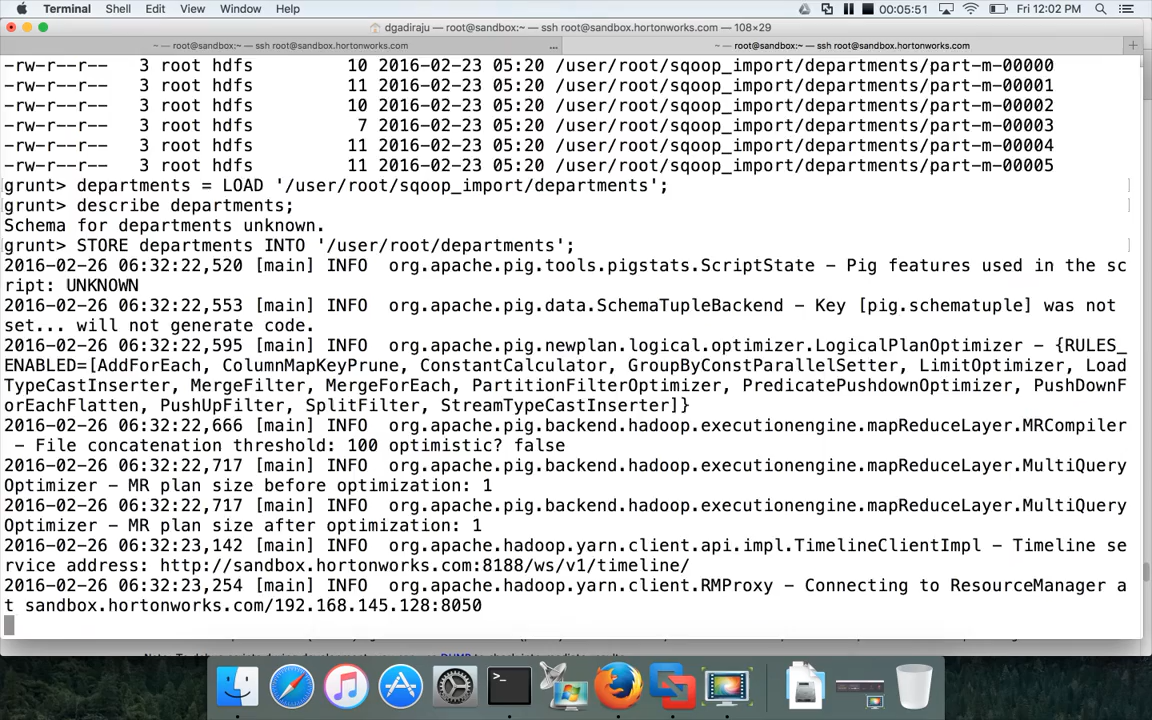 Terminal Shell Edit View Window Help 00:05:51 Fri 12:02 PM
dgadiraju — root@sandbox:~ — ssh root@sandbox.hortonworks.com — 108×29
~ — root@sandbox:~ — ssh root@sandbox.hortonworks.com ... ~ — root@sandbox:~ — ssh root@sandbox.hortonworks.com +
-rw-r--r-- 3 root hdfs 10 2016-02-23 05:20 /user/root/sqoop_import/departments/part-m-00000
-rw-r--r-- 3 root hdfs 11 2016-02-23 05:20 /user/root/sqoop_import/departments/part-m-00001
-rw-r--r-- 3 root hdfs 10 2016-02-23 05:20 /user/root/sqoop_import/departments/part-m-00002
-rw-r--r-- 3 root hdfs 7 2016-02-23 05:20 /user/root/sqoop_import/departments/part-m-00003
-rw-r--r-- 3 root hdfs 11 2016-02-23 05:20 /user/root/sqoop_import/departments/part-m-00004
-rw-r--r-- 3 root hdfs 11 2016-02-23 05:20 /user/root/sqoop_import/departments/part-m-00005
grunt> departments = LOAD '/user/root/sqoop_import/departments';
grunt> describe departments;
Schema for departments unknown.
grunt> STORE departments INTO '/user/root/departments';
2016-02-26 06:32:22,520 [main] INFO org.apache.pig.tools.pigstats.ScriptState - Pig features used in the sc
ript: UNKNOWN
2016-02-26 06:32:22,553 [main] INFO org.apache.pig.data.SchemaTupleBackend - Key [pig.schematuple] was not
set... will not generate code.
2016-02-26 06:32:22,595 [main] INFO org.apache.pig.newplan.logical.optimizer.LogicalPlanOptimizer - {RULES_
ENABLED=[AddForEach, ColumnMapKeyPrune, ConstantCalculator, GroupByConstParallelSetter, LimitOptimizer, Load
TypeCastInserter, MergeFilter, MergeForEach, PartitionFilterOptimizer, PredicatePushdownOptimizer, PushDownF
orEachFlatten, PushUpFilter, SplitFilter, StreamTypeCastInserter]}
2016-02-26 06:32:22,666 [main] INFO org.apache.pig.backend.hadoop.executionengine.mapReduceLayer.MRCompiler
- File concatenation threshold: 100 optimistic? false
2016-02-26 06:32:22,717 [main] INFO org.apache.pig.backend.hadoop.executionengine.mapReduceLayer.MultiQuery
Optimizer - MR plan size before optimization: 1
2016-02-26 06:32:22,717 [main] INFO org.apache.pig.backend.hadoop.executionengine.mapReduceLayer.MultiQuery
Optimizer - MR plan size after optimization: 1
2016-02-26 06:32:23,142 [main] INFO org.apache.hadoop.yarn.client.api.impl.TimelineClientImpl - Timeline se
rvice address: http://sandbox.hortonworks.com:8188/ws/v1/timeline/
2016-02-26 06:32:23,254 [main] INFO org.apache.hadoop.yarn.client.RMProxy - Connecting to ResourceManager a
t sandbox.hortonworks.com/192.168.145.128:8050